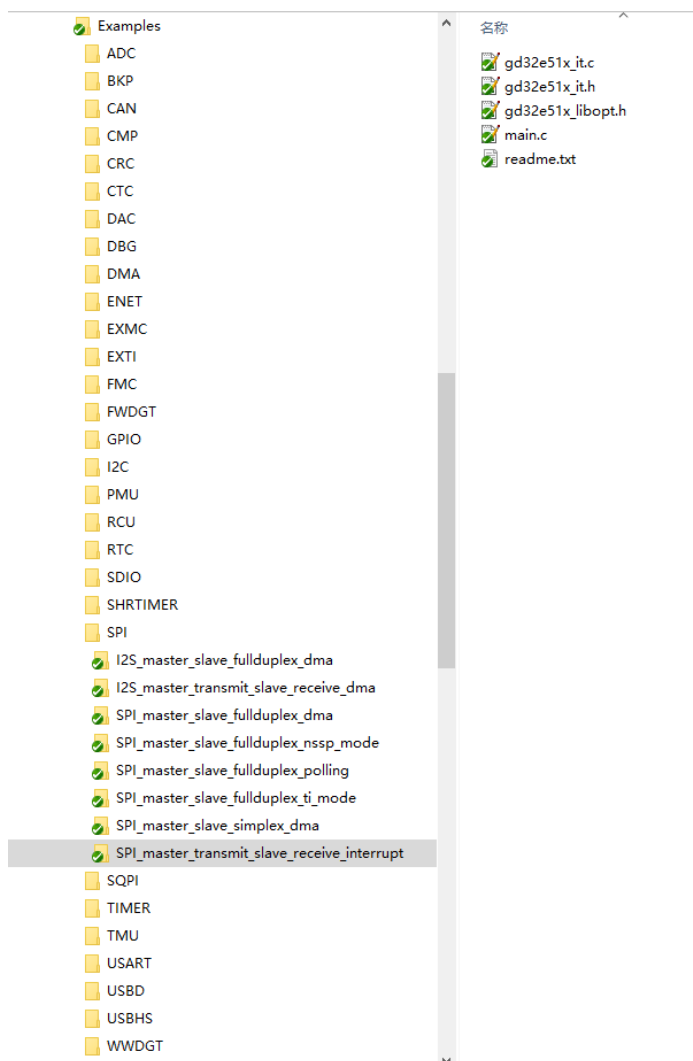 Examples
ADC
BKP
CAN
CMP
CRC
CTC
DAC
DBG
DMA
ENET
EXMC
EXTI
FMC
FWDGT
GPIO
I2C
PMU
RCU
RTC
SDIO
SHRTIMER
SPI
I2S_master_slave_fullduplex_dma
I2S_master_transmit_slave_receive_dma
SPI_master_slave_fullduplex_dma
SPI_master_slave_fullduplex_nssp_mode
SPI_master_slave_fullduplex_polling
SPI_master_slave_fullduplex_ti_mode
SPI_master_slave_simplex_dma
SPI_master_transmit_slave_receive_interrupt
SQPI
TIMER
TMU
USART
USBD
USBHS
WWDGT
名称
gd32e51x_it.c
gd32e51x_it.h
gd32e51x_libopt.h
main.c
readme.txt